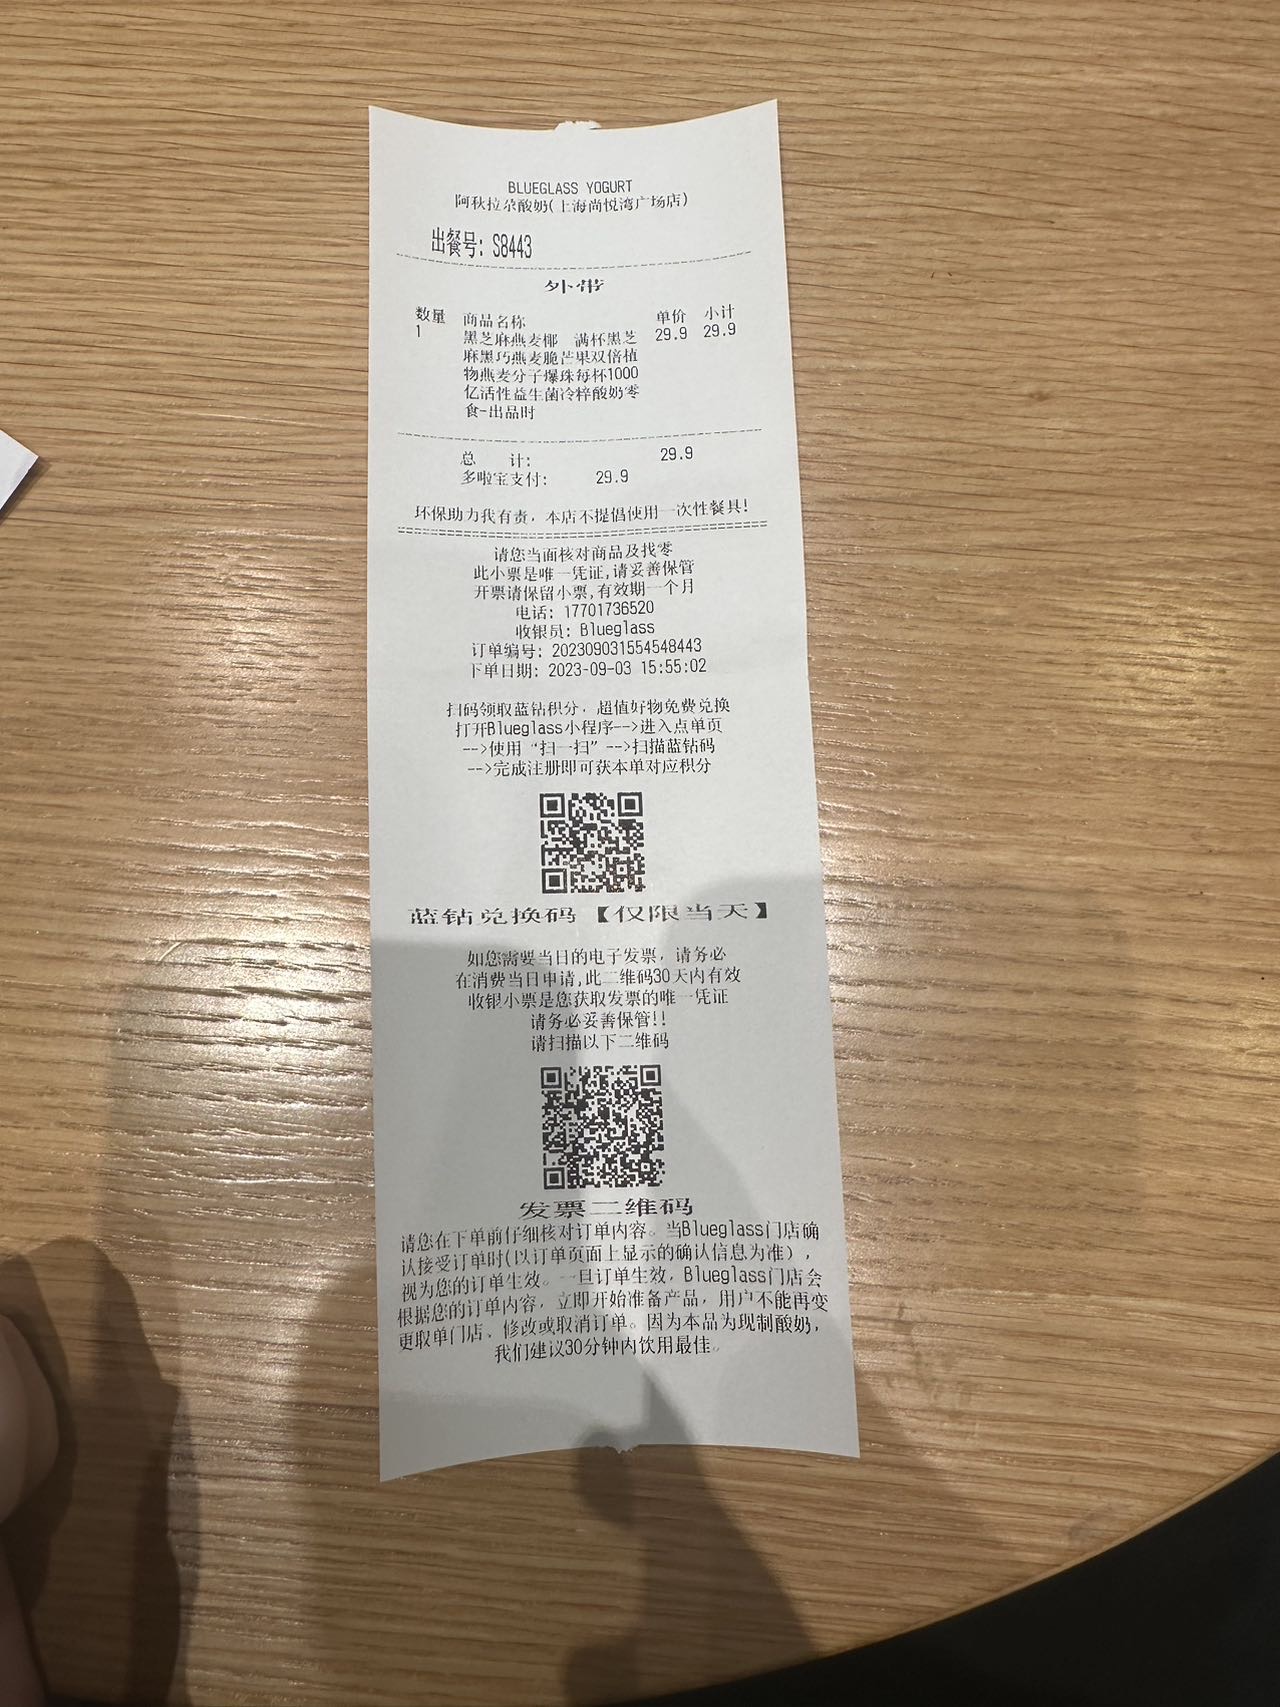 BLUEGLASS YOGURT
阿秋拉尕酸奶(上海尚悦湾广场店)
出餐号: S8443
外带
数量 商品名称 单价 小计
1 黑芝麻燕麦椰 满杯黑芝 29.9 29.9
麻黑巧燕麦脆芒果双倍植
物燕麦分子爆珠每杯1000
亿活性益生菌冷粹酸奶零
食-出品时
总 计: 29.9
多啦宝支付: 29.9
环保助力我有责，本店不提倡使用一次性餐具!
请您当面核对商品及找零
此小票是唯一凭证,请妥善保管
开票请保留小票,有效期一个月
电话: 17701736520
收银员: Blueglass
订单编号: 202309031554548443
下单日期: 2023-09-03 15:55:02
扫码领取蓝钻积分，超值好物免费兑换
打开Blueglass小程序-->进入点单页
-->使用“扫一扫”-->扫描蓝钻码
-->完成注册即可获本单对应积分
蓝钻兑换码【仅限当天】
如您需要当日的电子发票，请务必
在消费当日申请,此二维码30天内有效
收银小票是您获取发票的唯一凭证
请务必妥善保管!!
请扫描以下二维码
发票二维码
请您在下单前仔细核对订单内容。当Blueglass门店确
认接受订单时(以订单页面上显示的确认信息为准)，
视为您的订单生效。一旦订单生效，Blueglass门店会
根据您的订单内容，立即开始准备产品，用户不能再变
更取单门店、修改或取消订单。因为本品为现制酸奶，
我们建议30分钟内饮用最佳。